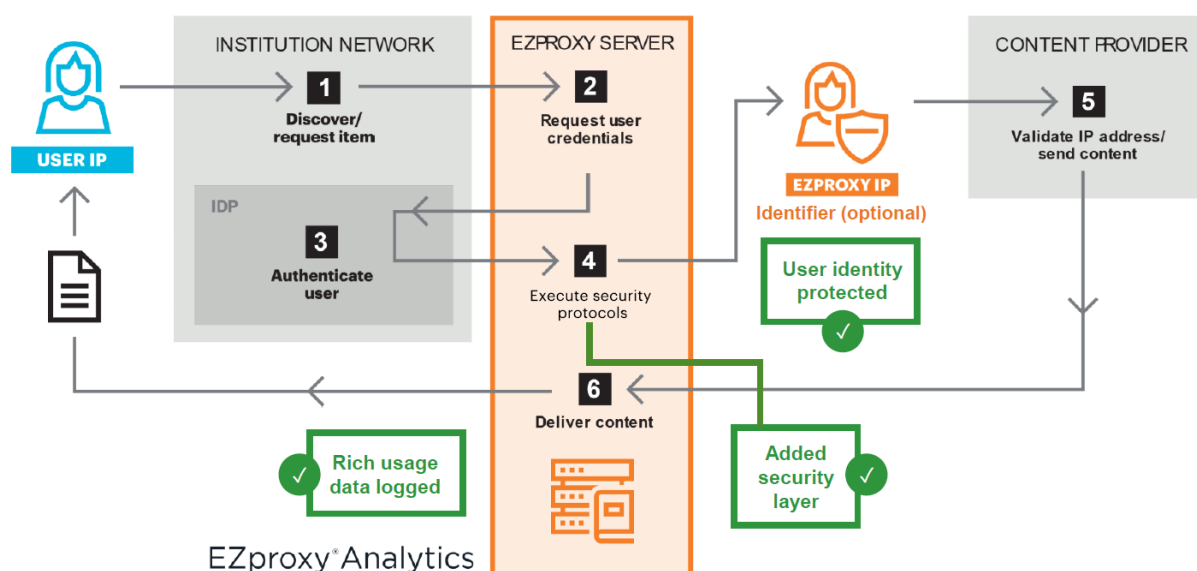 INSTITUTION NETWORK
EZPROXY SERVER
CONTENT PROVIDER
1
Discover/
request item
2
Request user
credentials
5
Validate IP address/
send content
USER IP
EZPROXY IP
Identifier (optional)
IDP
3
Authenticate
user
4
Execute security
protocols
User identity
protected
6
Deliver content
Rich usage
data logged
Added
security
layer
EZproxy® Analytics